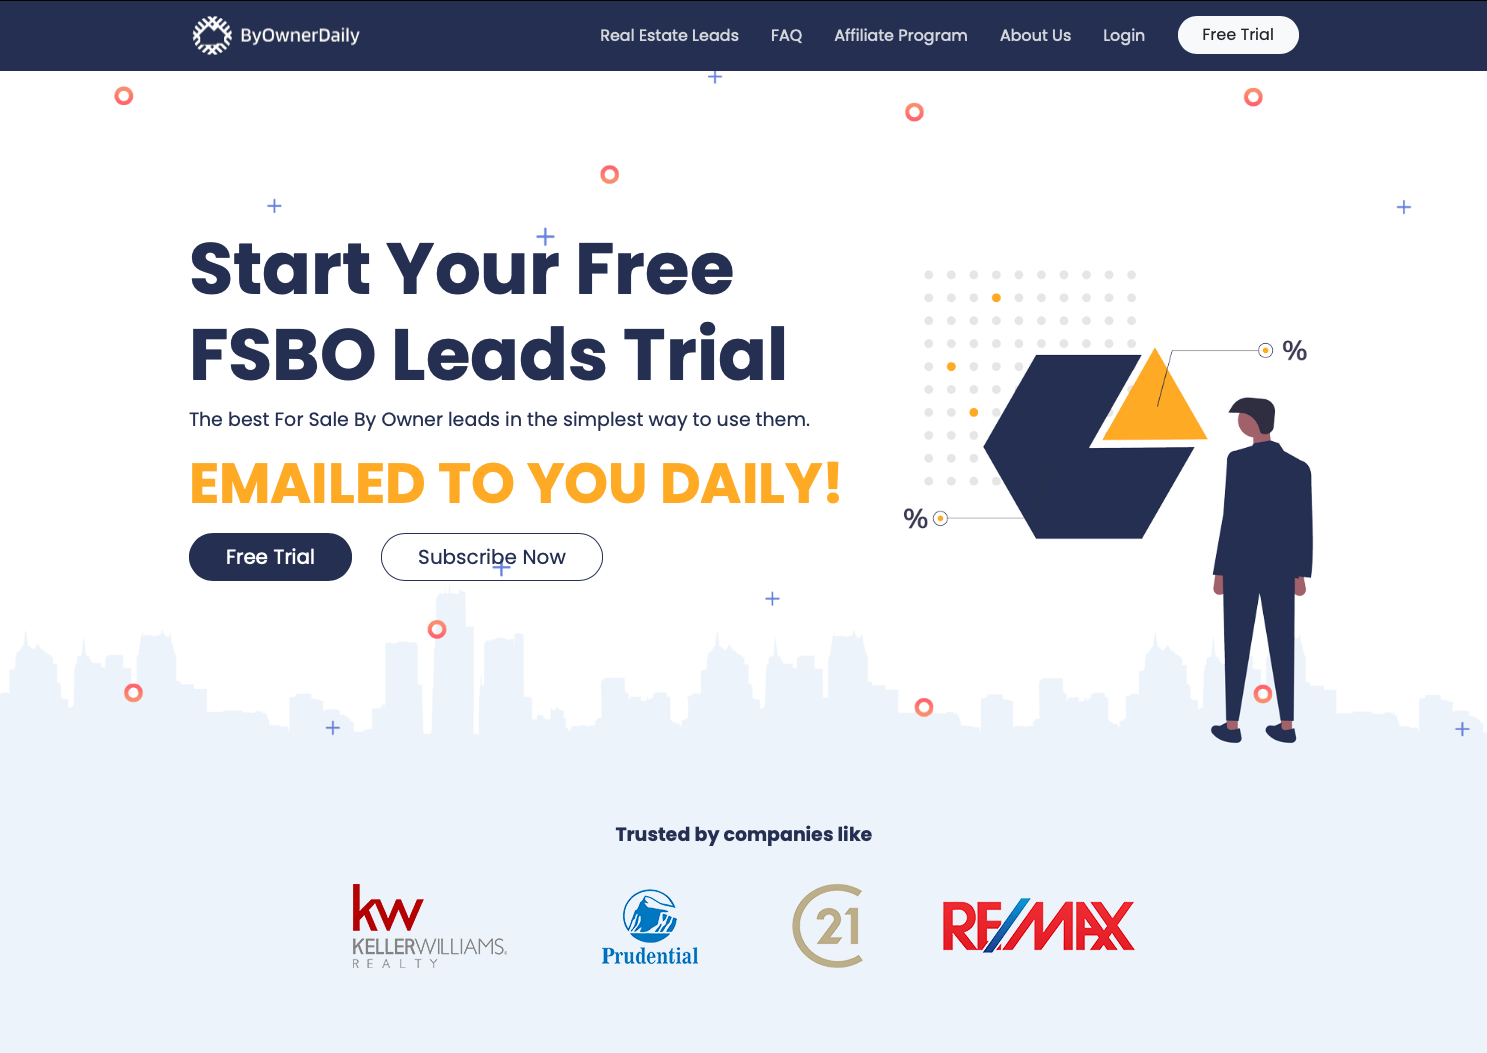 ByOwnerDaily
Real Estate Leads FAQ Affiliate Program About Us Login Free Trial
Start Your Free
FSBO Leads Trial
The best For Sale By Owner leads in the simplest way to use them.
EMAILED TO YOU DAILY!
Free Trial Subscribe Now
%
%
Trusted by companies like
kw
KELLERWILLIAMS.
REALTY
Prudential
C21
RE/MAX